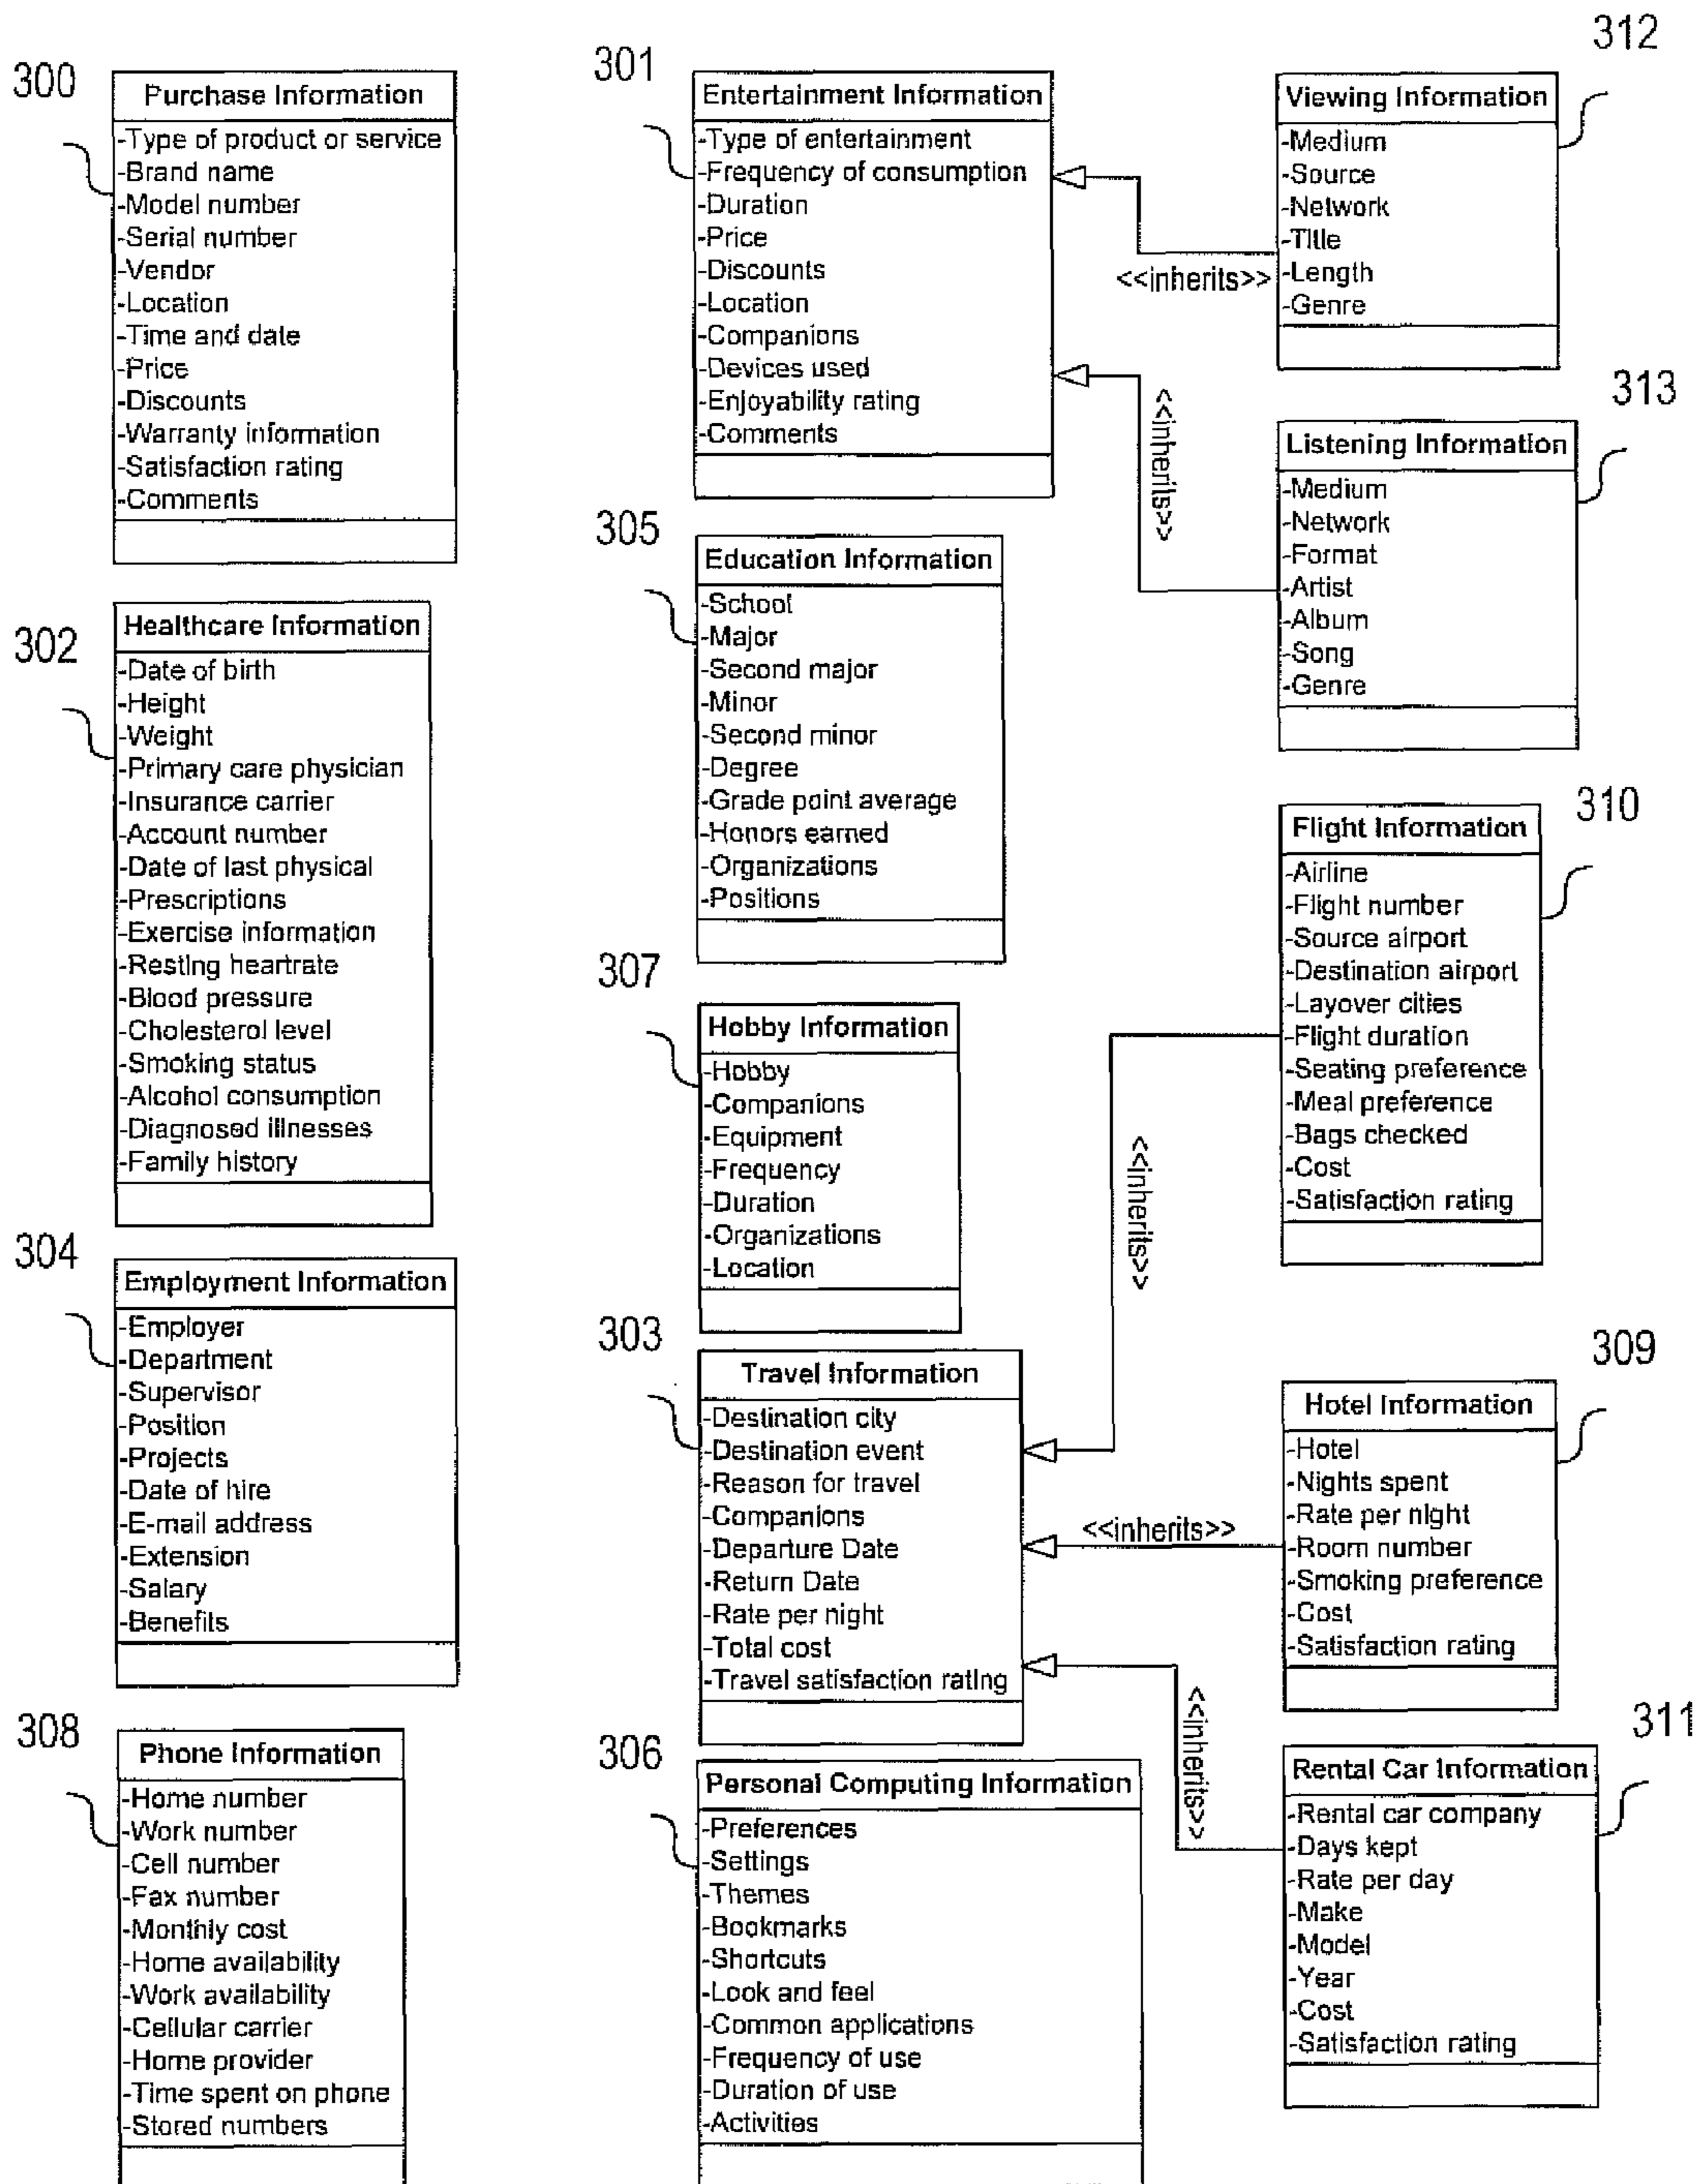 300
Purchase Information
-Type of product or service
-Brand name
-Model number
-Serial number
-Vendor
-Location
-Time and date
-Price
-Discounts
-Warranty information
-Satisfaction rating
-Comments
302
Healthcare Information
-Date of birth
-Height
-Weight
-Primary care physician
-Insurance carrier
-Account number
-Date of last physical
-Prescriptions
-Exercise information
-Resting heartrate
-Blood pressure
-Cholesterol level
-Smoking status
-Alcohol consumption
-Diagnosed illnesses
-Family history
304
Employment Information
-Employer
-Department
-Supervisor
-Position
-Projects
-Date of hire
-E-mail address
-Extension
-Salary
-Benefits
308
Phone Information
-Home number
-Work number
-Cell number
-Fax number
-Monthly cost
-Home availability
-Work availability
-Cellular carrier
-Home provider
-Time spent on phone
-Stored numbers
301
Entertainment Information
-Type of entertainment
-Frequency of consumption
-Duration
-Price
-Discounts
-Location
-Companions
-Devices used
-Enjoyability rating
-Comments
305
Education Information
-School
-Major
-Second major
-Minor
-Second minor
-Degree
-Grade point average
-Honors earned
-Organizations
-Positions
307
Hobby Information
-Hobby
-Companions
-Equipment
-Frequency
-Duration
-Organizations
-Location
303
Travel Information
-Destination city
-Destination event
-Reason for travel
-Companions
-Departure Date
-Return Date
-Rate per night
-Total cost
-Travel satisfaction rating
306
Personal Computing Information
-Preferences
-Settings
-Themes
-Bookmarks
-Shortcuts
-Look and feel
-Common applications
-Frequency of use
-Duration of use
-Activities
<<inherits>>
<<inherits>>
<<inherits>>
<<inherits>>
<<inherits>>
312
Viewing Information
-Medium
-Source
-Network
-Title
-Length
-Genre
313
Listening Information
-Medium
-Network
-Format
-Artist
-Album
-Song
-Genre
310
Flight Information
-Airline
-Flight number
-Source airport
-Destination airport
-Layover cities
-Flight duration
-Seating preference
-Meal preference
-Bags checked
-Cost
-Satisfaction rating
309
Hotel Information
-Hotel
-Nights spent
-Rate per night
-Room number
-Smoking preference
-Cost
-Satisfaction rating
311
Rental Car Information
-Rental car company
-Days kept
-Rate per day
-Make
-Model
-Year
-Cost
-Satisfaction rating